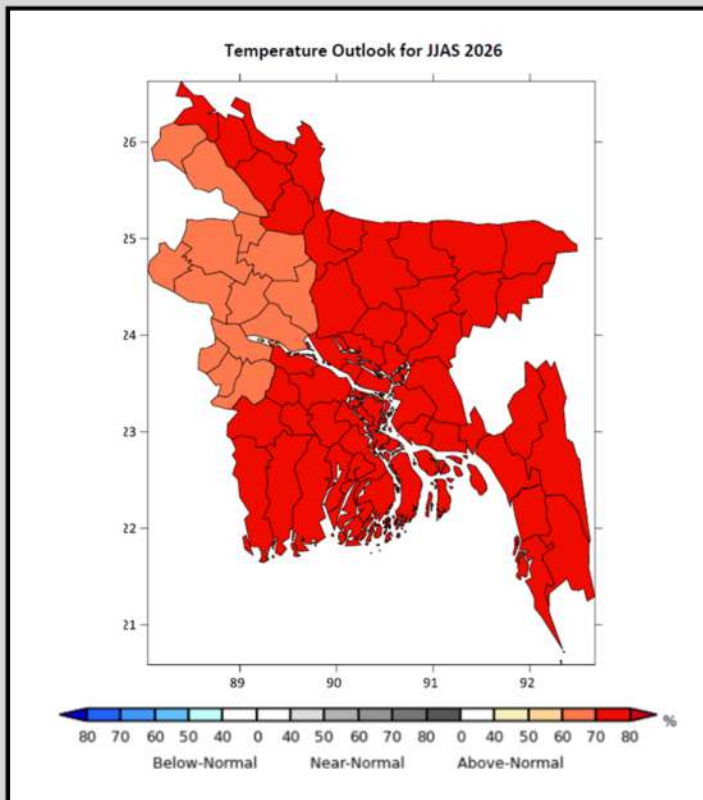 Temperature Outlook for JJAS 2026
26
25
24
23
22
21
89 90 91 92
80 70 60 50 40 0 40 50 60 70 80 0 40 50 60 70 80 %
Below-Normal Near-Normal Above-Normal